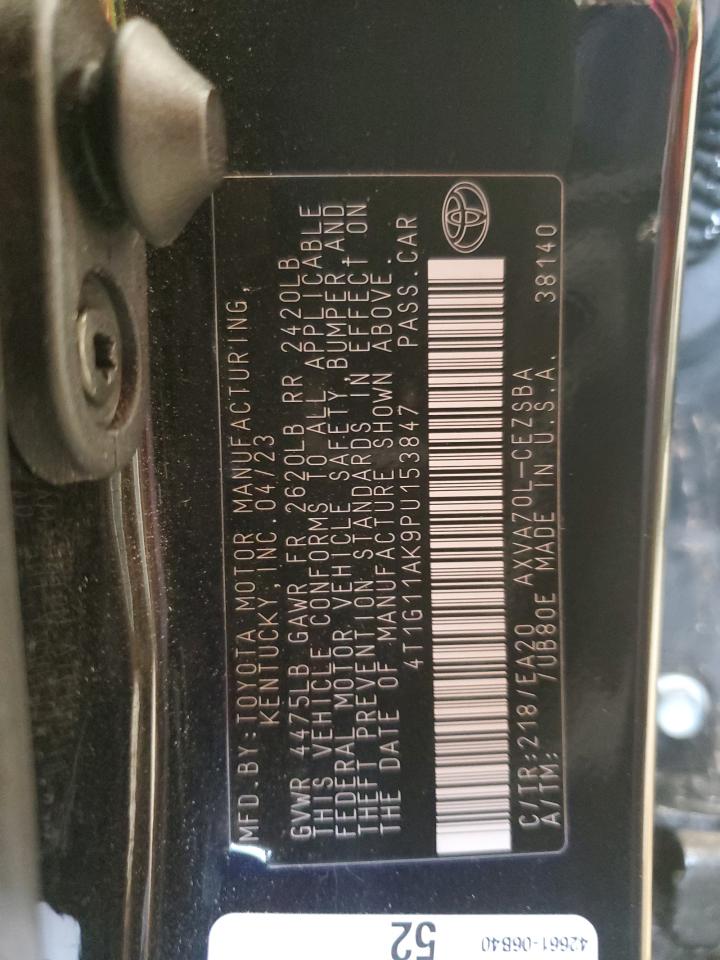 MFD. BY: TOYOTA MOTOR MANUFACTURING,
KENTUCKY, INC. 04/23
GVWR 4475LB GAWR FR 2620LB RR 2420LB
THIS VEHICLE CONFORMS TO ALL APPLICABLE
FEDERAL MOTOR VEHICLE SAFETY, BUMPER AND
THEFT PREVENTION STANDARDS IN EFFECT ON
THE DATE OF MANUFACTURE SHOWN ABOVE.
4T1G11AK9PU153847 PASS. CAR
C/TR: 218/EA20 AXVA70L-CEZSBA
A/TM: /UB80E MADE IN U.S.A. 38140
52
42661-06B40